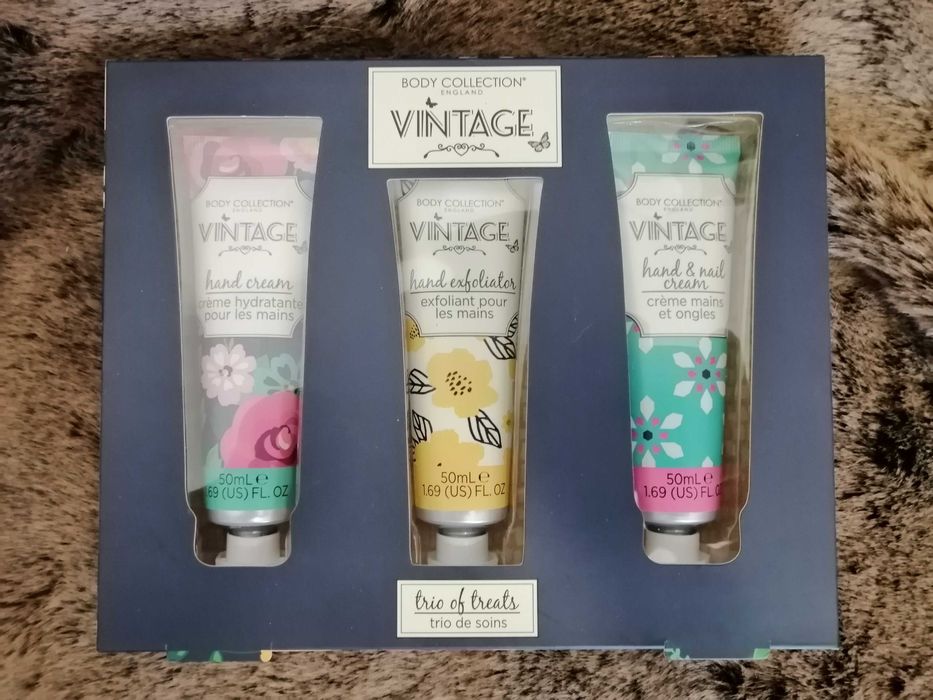 BODY COLLECTION®
ENGLAND
VINTAGE
BODY COLLECTION®
ENGLAND
VINTAGE
hand cream
crème hydratante
pour les mains
50mL ℮
1.69 (US) FL. OZ
BODY COLLECTION®
ENGLAND
VINTAGE
hand exfoliator
exfoliant pour
les mains
50mL ℮
1.69 (US) FL. OZ
BODY COLLECTION®
ENGLAND
VINTAGE
hand & nail
cream
crème mains
et ongles
50mL ℮
1.69 (US) FL. OZ
trio of treats
trio de soins